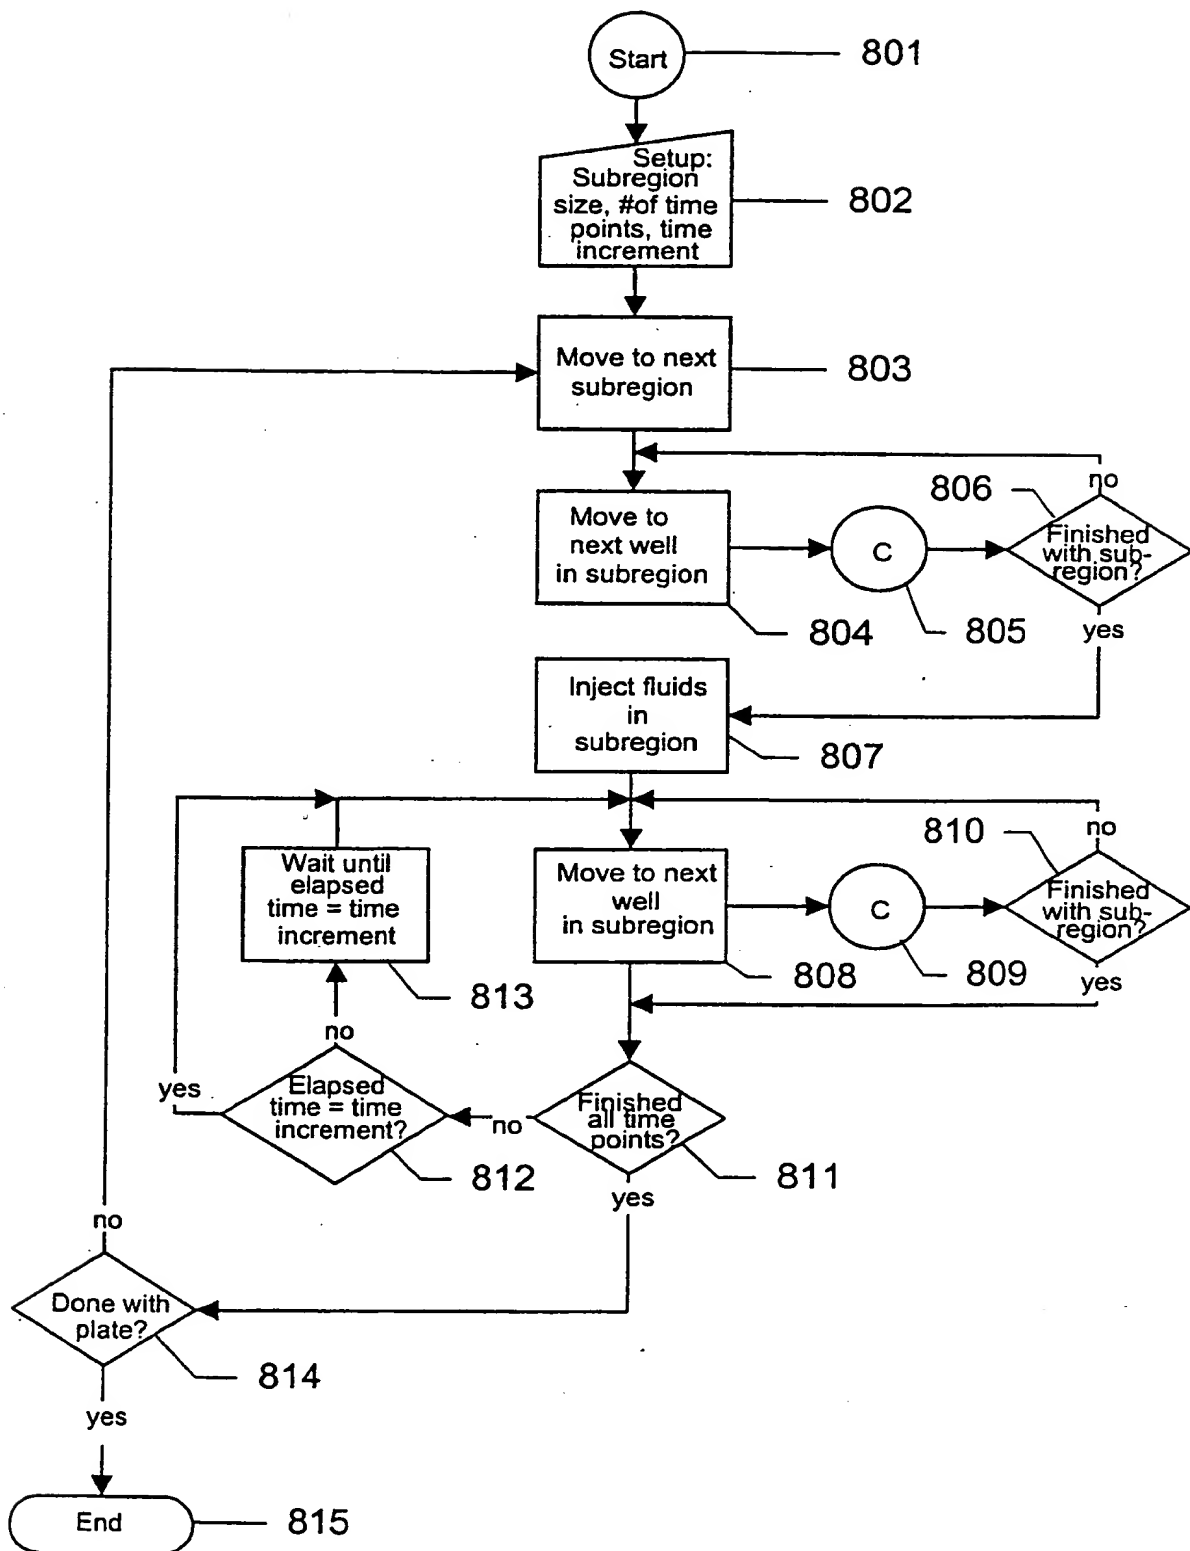 Start
801
Setup:
Subregion
size, #of time
points, time
increment
802
Move to next
subregion
803
no
806
Move to
next well
in subregion
C
Finished
with sub-
region?
804
805
yes
Inject fluids
in
subregion
807
810
no
Wait until
elapsed
time = time
increment
Move to next
well
in subregion
C
Finished
with sub-
region?
813
808
809
yes
no
yes
Elapsed
time = time
increment?
no
Finished
all time
points?
812
811
yes
no
Done with
plate?
814
yes
End
815